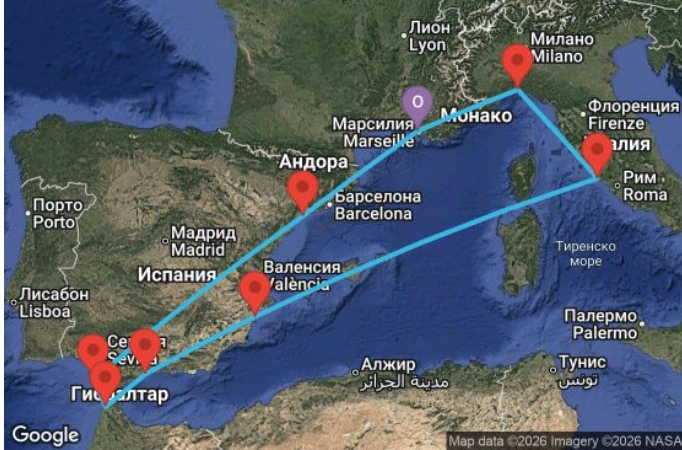 Лион
Lyon
Милано
Milano
Марсилия
Marseille
Монако
Флоренция
Firenze
Андора
Рим
Roma
Барселона
Barcelona
Порто
Porto
Мадрид
Madrid
Тиренско
море
Испания
Валенсия
València
Лисабон
Lisboa
Палермо
Palermo
Алжир
مدينة الجزائر
Тунис
تونس
O
Google
Map data ©2026 Imagery ©2026 NASA